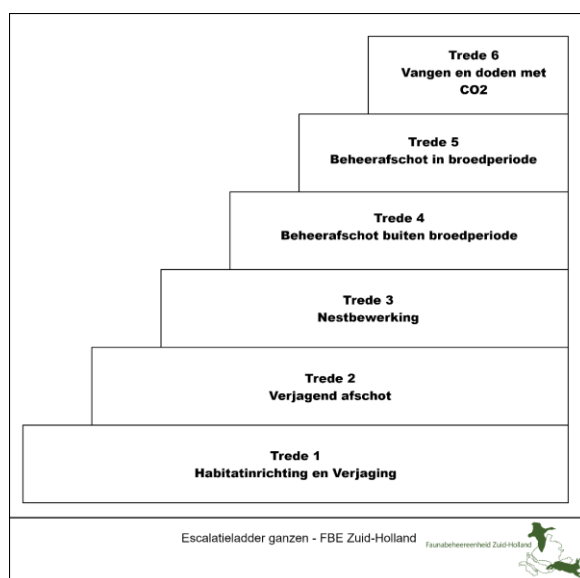 Trede 6
Vangen en doden met
CO2
Trede 5
Beheerafschot in broedperiode
Trede 4
Beheerafschot buiten broedperiode
Trede 3
Nestbewerking
Trede 2
Verjagend afschot
Trede 1
Habitatinrichting en Verjaging
Escalatieladder ganzen - FBE Zuid-Holland
Faunabeheereenheid Zuid-Holland